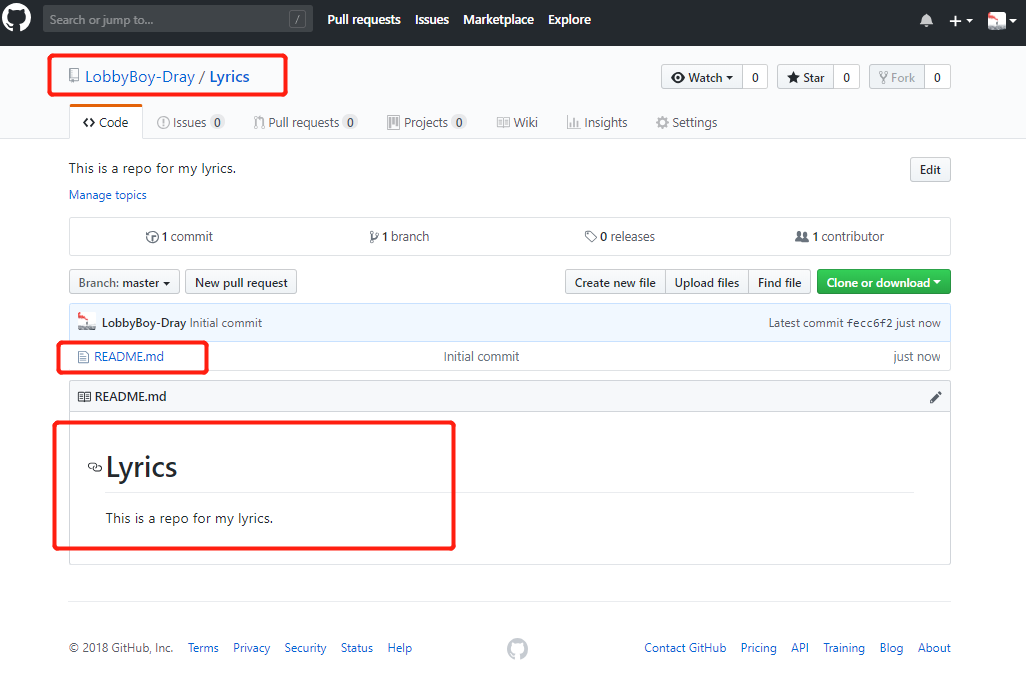 Search or jump to... / Pull requests Issues Marketplace Explore
LobbyBoy-Dray / Lyrics Watch 0 Star 0 Fork 0
Code Issues 0 Pull requests 0 Projects 0 Wiki Insights Settings
This is a repo for my lyrics. Edit
Manage topics
1 commit 1 branch 0 releases 1 contributor
Branch: master New pull request Create new file Upload files Find file Clone or download
LobbyBoy-Dray Initial commit Latest commit fecc6f2 just now
README.md Initial commit just now
README.md
Lyrics
This is a repo for my lyrics.
© 2018 GitHub, Inc. Terms Privacy Security Status Help Contact GitHub Pricing API Training Blog About